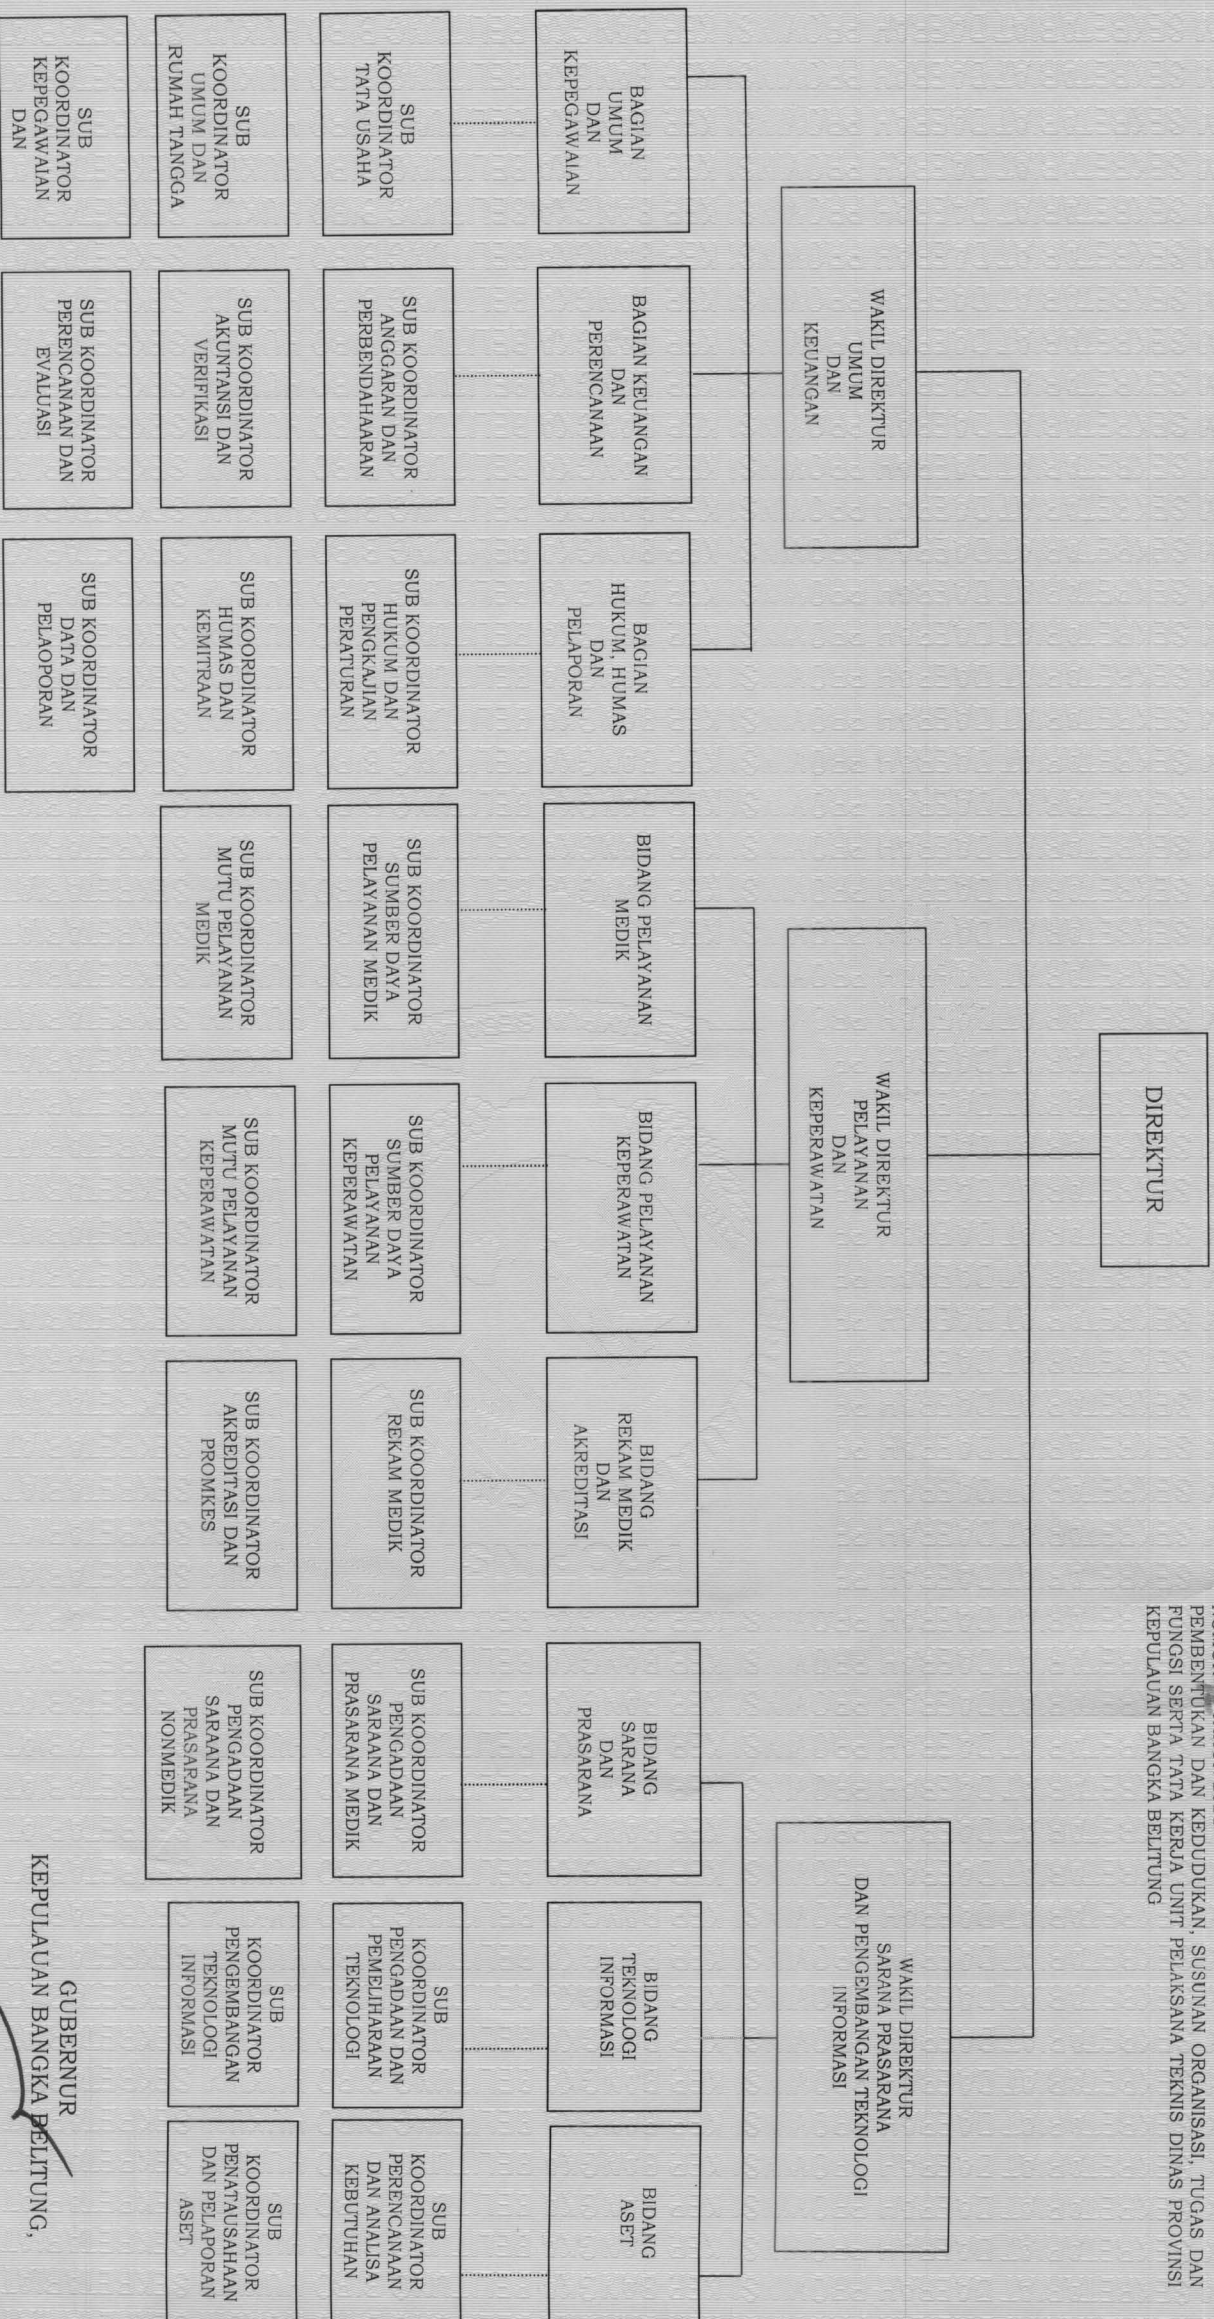 PEMBENTUKAN DAN KEDUDUKAN, SUSUNAN ORGANISASI, TUGAS DAN
FUNGSI SERTA TATA KERJA UNIT PELAKSANA TEKNIS DINAS PROVINSI
KEPULAUAN BANGKA BELITUNG
DIREKTUR
WAKIL DIREKTUR
UMUM
DAN
KEUANGAN
WAKIL DIREKTUR
PELAYANAN
DAN
KEPERAWATAN
WAKIL DIREKTUR
SARANA PRASARANA
DAN PENGEMBANGAN TEKNOLOGI
INFORMASI
BAGIAN
UMUM
DAN
KEPEGAWAIAN
BAGIAN KEUANGAN
DAN
PERENCANAAN
BAGIAN
HUKUM, HUMAS
DAN
PELAPORAN
BIDANG PELAYANAN
MEDIK
BIDANG PELAYANAN
KEPERAWATAN
BIDANG
REKAM MEDIK
DAN
AKREDITASI
BIDANG
SARANA
DAN
PRASARANA
BIDANG
TEKNOLOGI
INFORMASI
BIDANG
ASET
SUB
KOORDINATOR
TATA USAHA
SUB KOORDINATOR
ANGGARAN DAN
PERBENDAHAARAN
SUB KOORDINATOR
HUKUM DAN
PENGKAJIAN
PERATURAN
SUB KOORDINATOR
SUMBER DAYA
PELAYANAN MEDIK
SUB KOORDINATOR
SUMBER DAYA
PELAYANAN
KEPERAWATAN
SUB KOORDINATOR
REKAM MEDIK
SUB KOORDINATOR
PENGADAAN
SARAANA DAN
PRASARANA MEDIK
SUB
KOORDINATOR
PENGADAAN DAN
PEMELIHARAAN
TEKNOLOGI
SUB
KOORDINATOR
PERENCANAAN
DAN ANALISA
KEBUTUHAN
SUB
KOORDINATOR
UMUM DAN
RUMAH TANGGA
SUB KOORDINATOR
AKUNTANSI DAN
VERIFIKASI
SUB KOORDINATOR
HUMAS DAN
KEMITRAAN
SUB KOORDINATOR
MUTU PELAYANAN
MEDIK
SUB KOORDINATOR
MUTU PELAYANAN
KEPERAWATAN
SUB KOORDINATOR
AKREDITASI DAN
PROMKES
SUB KOORDINATOR
PENGADAAN
SARAANA DAN
PRASARANA
NONMEDIK
SUB
KOORDINATOR
PENGEMBANGAN
TEKNOLOGI
INFORMASI
SUB
KOORDINATOR
PENATAUSAHAAN
DAN PELAPORAN
ASET
SUB
KOORDINATOR
KEPEGAWAIAN
DAN
SUB KOORDINATOR
PERENCANAAN DAN
EVALUASI
SUB KOORDINATOR
DATA DAN
PELAOPORAN
GUBERNUR
KEPULAUAN BANGKA BELITUNG,